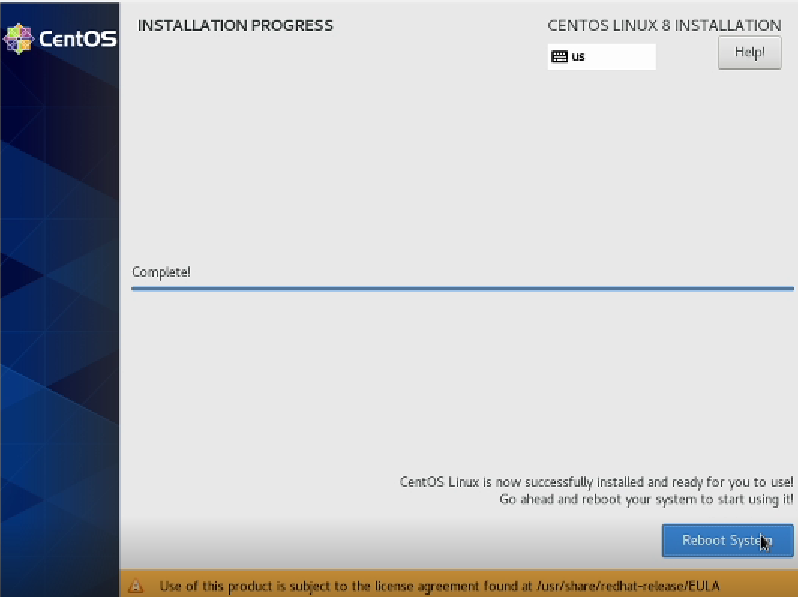 CentOS
INSTALLATION PROGRESS
CENTOS LINUX 8 INSTALLATION
us
Help!
Complete!
CentOS Linux is now successfully installed and ready for you to use!
Go ahead and reboot your system to start using it!
Reboot System
Use of this product is subject to the license agreement found at /usr/share/redhat-release/EULA